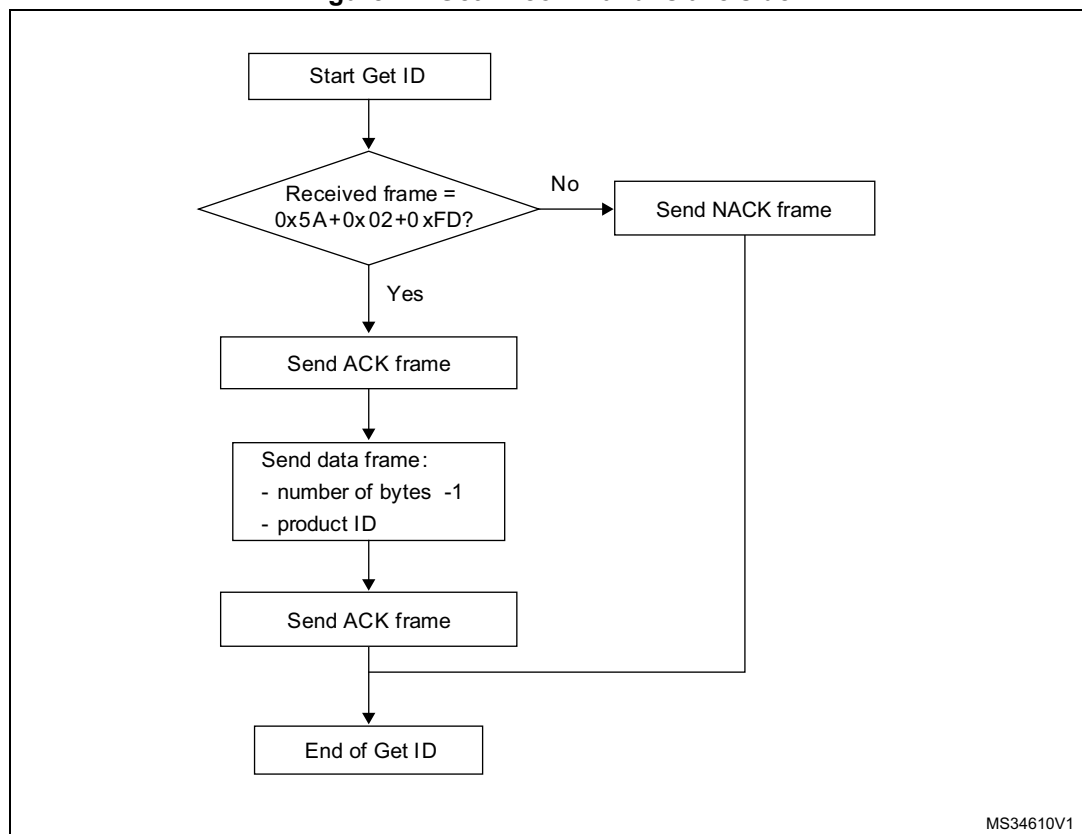 Start Get ID
Received frame =
0x5A+0x02+0xFD?
No
Send NACK frame
Yes
Send ACK frame
Send data frame:
- number of bytes -1
- product ID
Send ACK frame
End of Get ID
MS34610V1